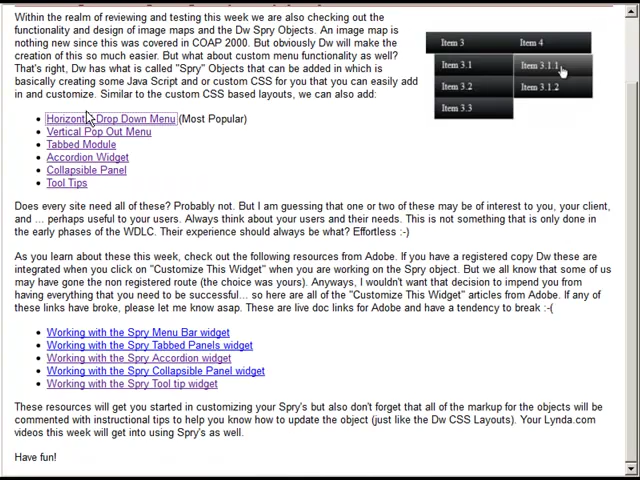 Within the realm of reviewing and testing this week we are also checking out the
functionality and design of image maps and the Dw Spry Objects. An image map is
nothing new since this was covered in COAP 2000. But obviously Dw will make the
creation of this so much easier. But what about custom menu functionality as well?
That's right, Dw has what is called "Spry" Objects that can be added in which is
basically creating some Java Script and or custom CSS for you that you can easily add
in and customize. Similar to the custom CSS based layouts, we can also add:
Item 3 Item 4
Item 3.1 Item 3.1.1
Item 3.2 Item 3.1.2
Item 3.3
• Horizontal Drop Down Menu (Most Popular)
• Vertical Pop Out Menu
• Tabbed Module
• Accordion Widget
• Collapsible Panel
• Tool Tips
Does every site need all of these? Probably not. But I am guessing that one or two of these may be of interest to you, your client,
and ... perhaps useful to your users. Always think about your users and their needs. This is not something that is only done in
the early phases of the WDLC. Their experience should always be what? Effortless :-)
As you learn about these this week, check out the following resources from Adobe. If you have a registered copy Dw these are
integrated when you click on "Customize This Widget" when you are working on the Spry object. But we all know that some of us
may have gone the non registered route (the choice was yours). Anyways, I wouldn't want that decision to impend you from
having everything that you need to be successful... so here are all of the "Customize This Widget" articles from Adobe. If any of
these links have broke, please let me know asap. These are live doc links for Adobe and have a tendency to break :-(
• Working with the Spry Menu Bar widget
• Working with the Spry Tabbed Panels widget
• Working with the Spry Accordion widget
• Working with the Spry Collapsible Panel widget
• Working with the Spry Tool tip widget
These resources will get you started in customizing your Spry's but also don't forget that all of the markup for the objects will be
commented with instructional tips to help you know how to update the object (just like the Dw CSS Layouts). Your Lynda.com
videos this week will get into using Spry's as well.
Have fun!